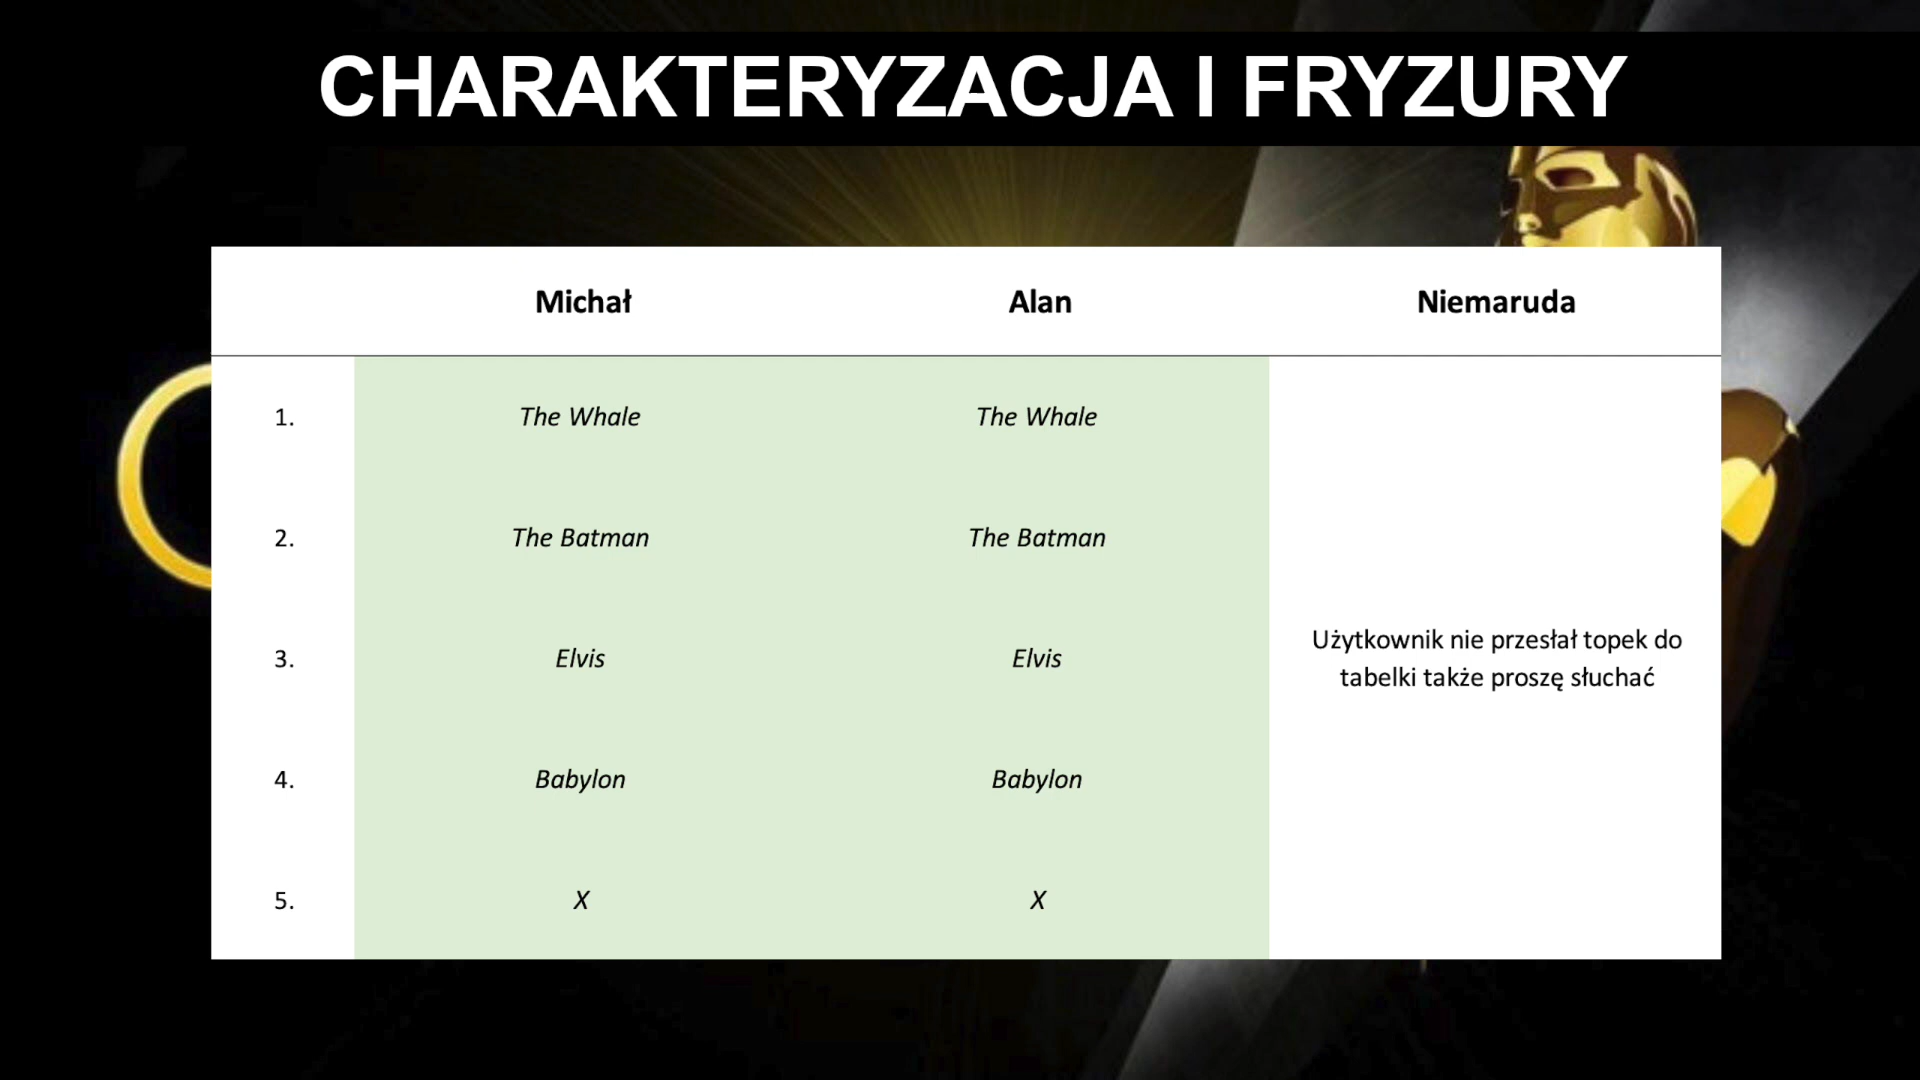 CHARAKTERYZACJA I FRYZURY
Michał Alan Niemaruda
1. The Whale The Whale
2. The Batman The Batman
3. Elvis Elvis
Użytkownik nie przesłał topek do
tabelki także proszę słuchać
4. Babylon Babylon
5. X X